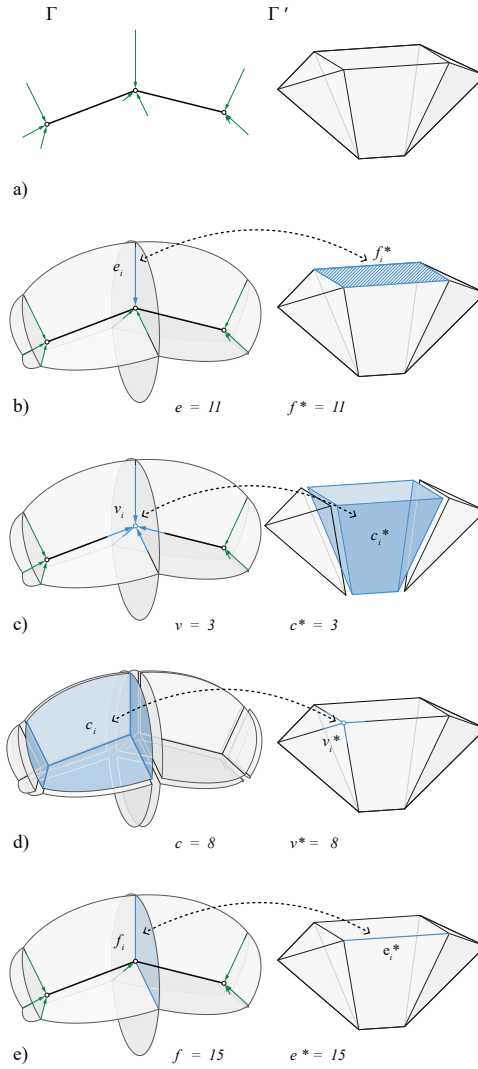 Γ Γ′
a)
e_i f_i*
b) e = 11 f* = 11
v_i c_i*
c) v = 3 c* = 3
c_i v_i*
d) c = 8 v* = 8
f_i e_i*
e) f = 15 e* = 15